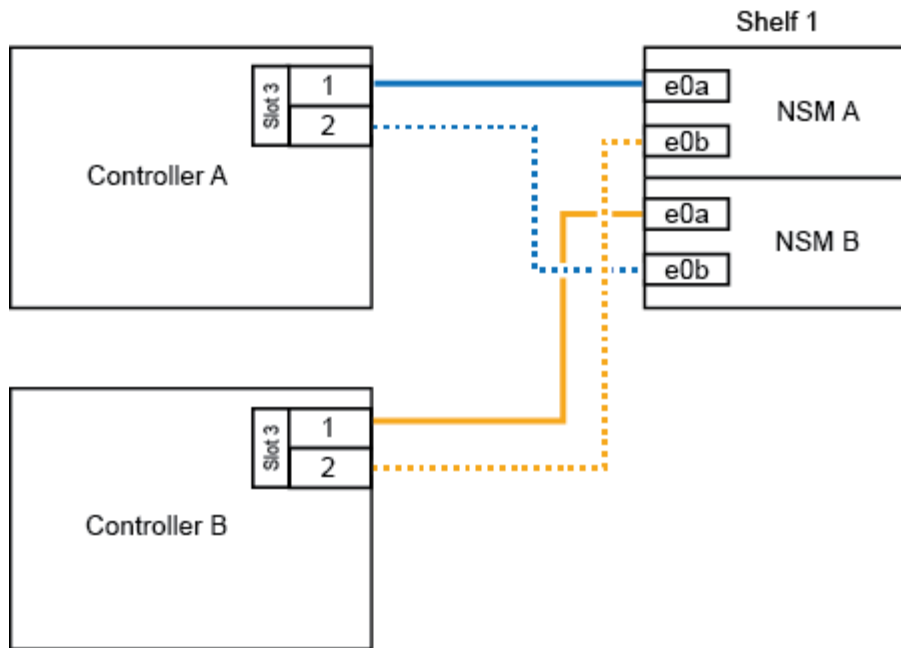 Shelf 1
Slot 3
1
2
Controller A
e0a
e0b
NSM A
e0a
e0b
NSM B
Slot 3
1
2
Controller B